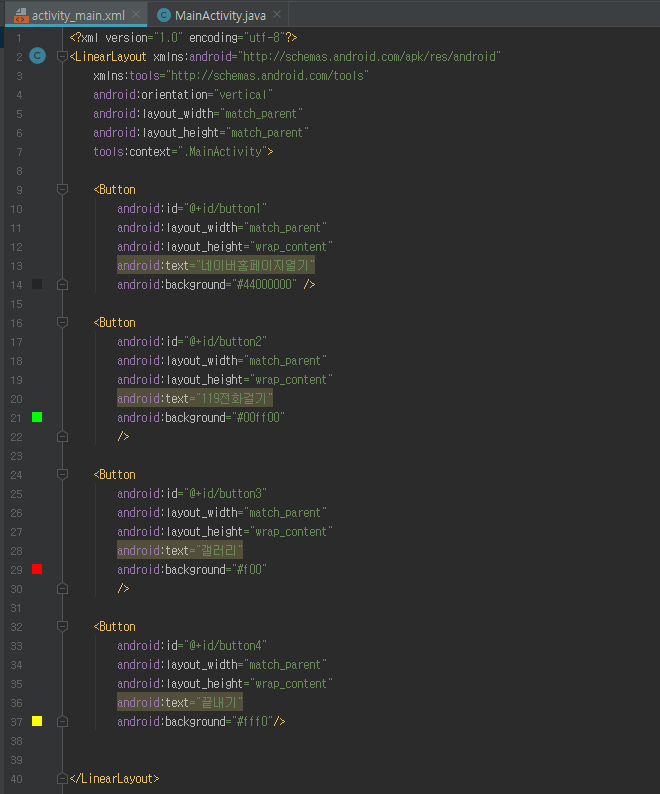 activity_main.xml MainActivity.java
1 <?xml version="1.0" encoding="utf-8"?>
2 <LinearLayout xmlns:android="http://schemas.android.com/apk/res/android"
3 xmlns:tools="http://schemas.android.com/tools"
4 android:orientation="vertical"
5 android:layout_width="match_parent"
6 android:layout_height="match_parent"
7 tools:context=".MainActivity">
8
9 <Button
10 android:id="@+id/button1"
11 android:layout_width="match_parent"
12 android:layout_height="wrap_content"
13 android:text="네이버홈페이지열기"
14 android:background="#44000000" />
15
16 <Button
17 android:id="@+id/button2"
18 android:layout_width="match_parent"
19 android:layout_height="wrap_content"
20 android:text="119전화걸기"
21 android:background="#00ff00"
22 />
23
24 <Button
25 android:id="@+id/button3"
26 android:layout_width="match_parent"
27 android:layout_height="wrap_content"
28 android:text="갤러리"
29 android:background="#f00"
30 />
31
32 <Button
33 android:id="@+id/button4"
34 android:layout_width="match_parent"
35 android:layout_height="wrap_content"
36 android:text="끝내기"
37 android:background="#fff0"/>
38
39
40 </LinearLayout>